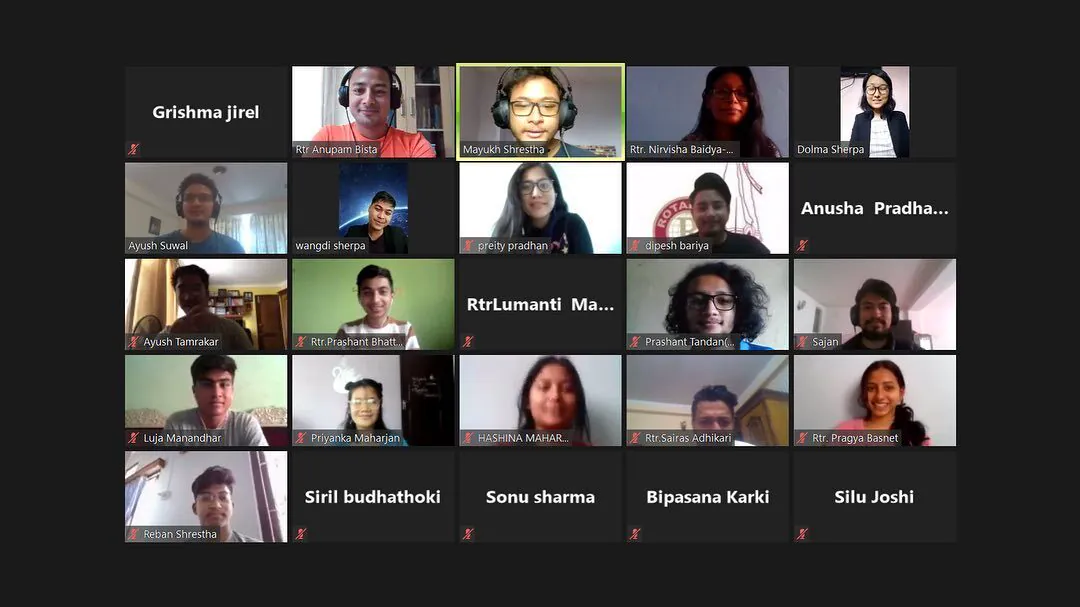 Grishma jirel
Rtr Anupam Bista
Mayukh Shrestha
Rtr. Nirvisha Baidya-...
Dolma Sherpa
Ayush Suwal
wangdi sherpa
preity pradhan
ROTA
dipesh bariya
Anusha Pradha...
Ayush Tamrakar
Rtr.Prashant Bhatt...
RtrLumanti Ma...
Prashant Tandan(...
Sajan
Luja Manandhar
Priyanka Maharjan
HASHINA MAHAR...
Rtr.Sairas Adhikari
Rtr. Pragya Basnet
Reban Shrestha
Siril budhathoki
Sonu sharma
Bipasana Karki
Silu Joshi